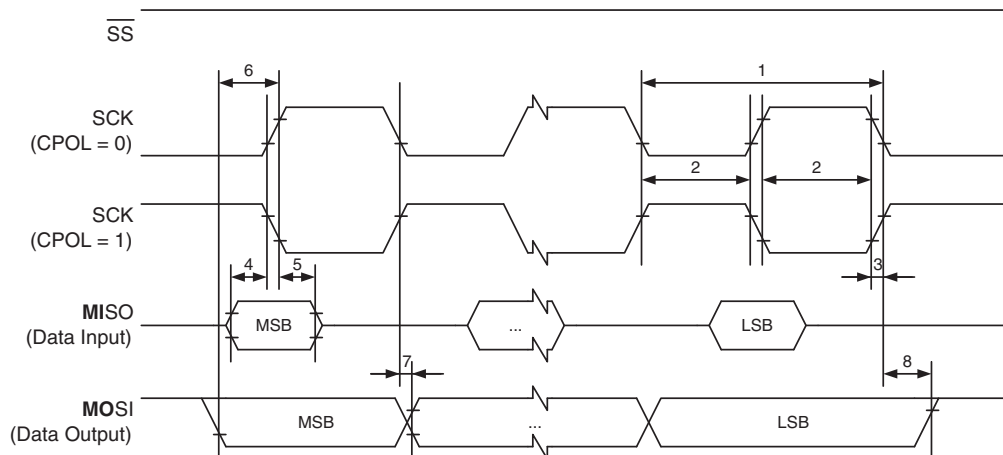 SS
6
1
SCK
(CPOL = 0)
2
2
SCK
(CPOL = 1)
4
5
3
MISO
(Data Input)
MSB
...
LSB
7
8
MOSI
(Data Output)
MSB
...
LSB